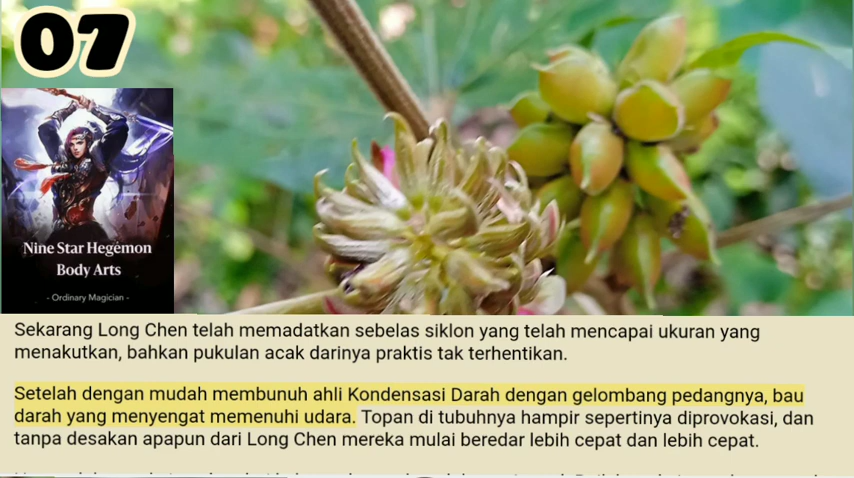 07
Nine Star Hegemon
Body Arts
- Ordinary Magician -
Sekarang Long Chen telah memadatkan sebelas siklon yang telah mencapai ukuran yang
menakutkan, bahkan pukulan acak darinya praktis tak terhentikan.
Setelah dengan mudah membunuh ahli Kondensasi Darah dengan gelombang pedangnya, bau
darah yang menyengat memenuhi udara. Topan di tubuhnya hampir sepertinya diprovokasi, dan
tanpa desakan apapun dari Long Chen mereka mulai beredar lebih cepat dan lebih cepat.